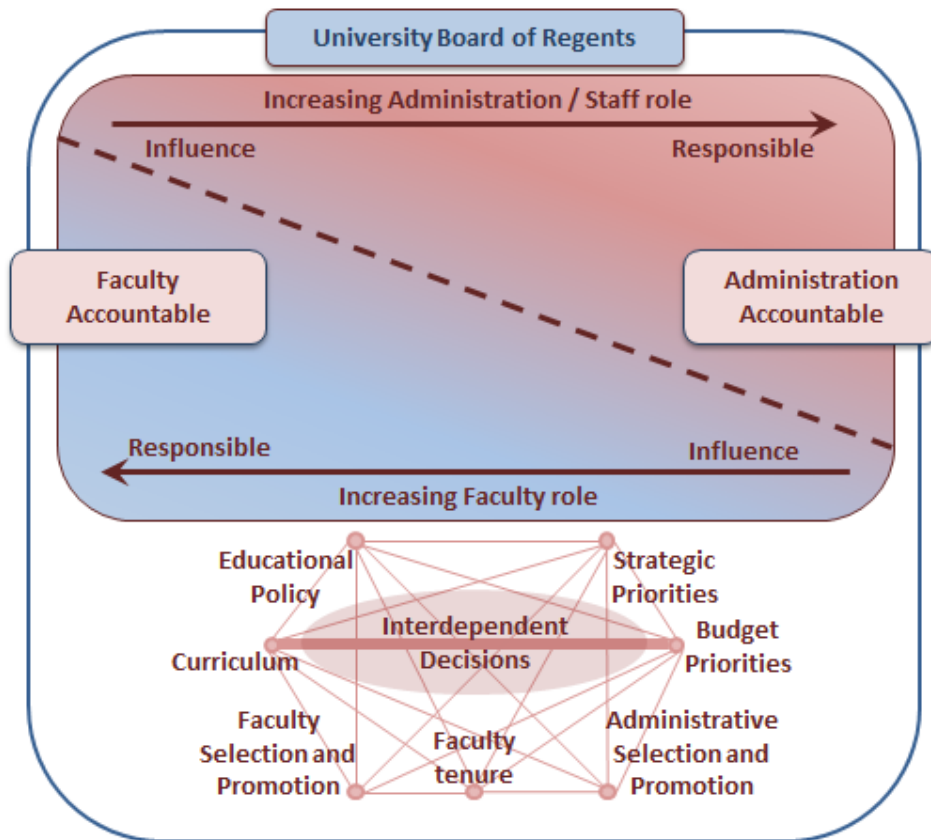 University Board of Regents
Increasing Administration / Staff role
Influence
Responsible
Faculty
Accountable
Administration
Accountable
Responsible
Influence
Increasing Faculty role
Educational
Policy
Strategic
Priorities
Interdependent
Decisions
Curriculum
Budget
Priorities
Faculty
Selection and
Promotion
Faculty
tenure
Administrative
Selection and
Promotion